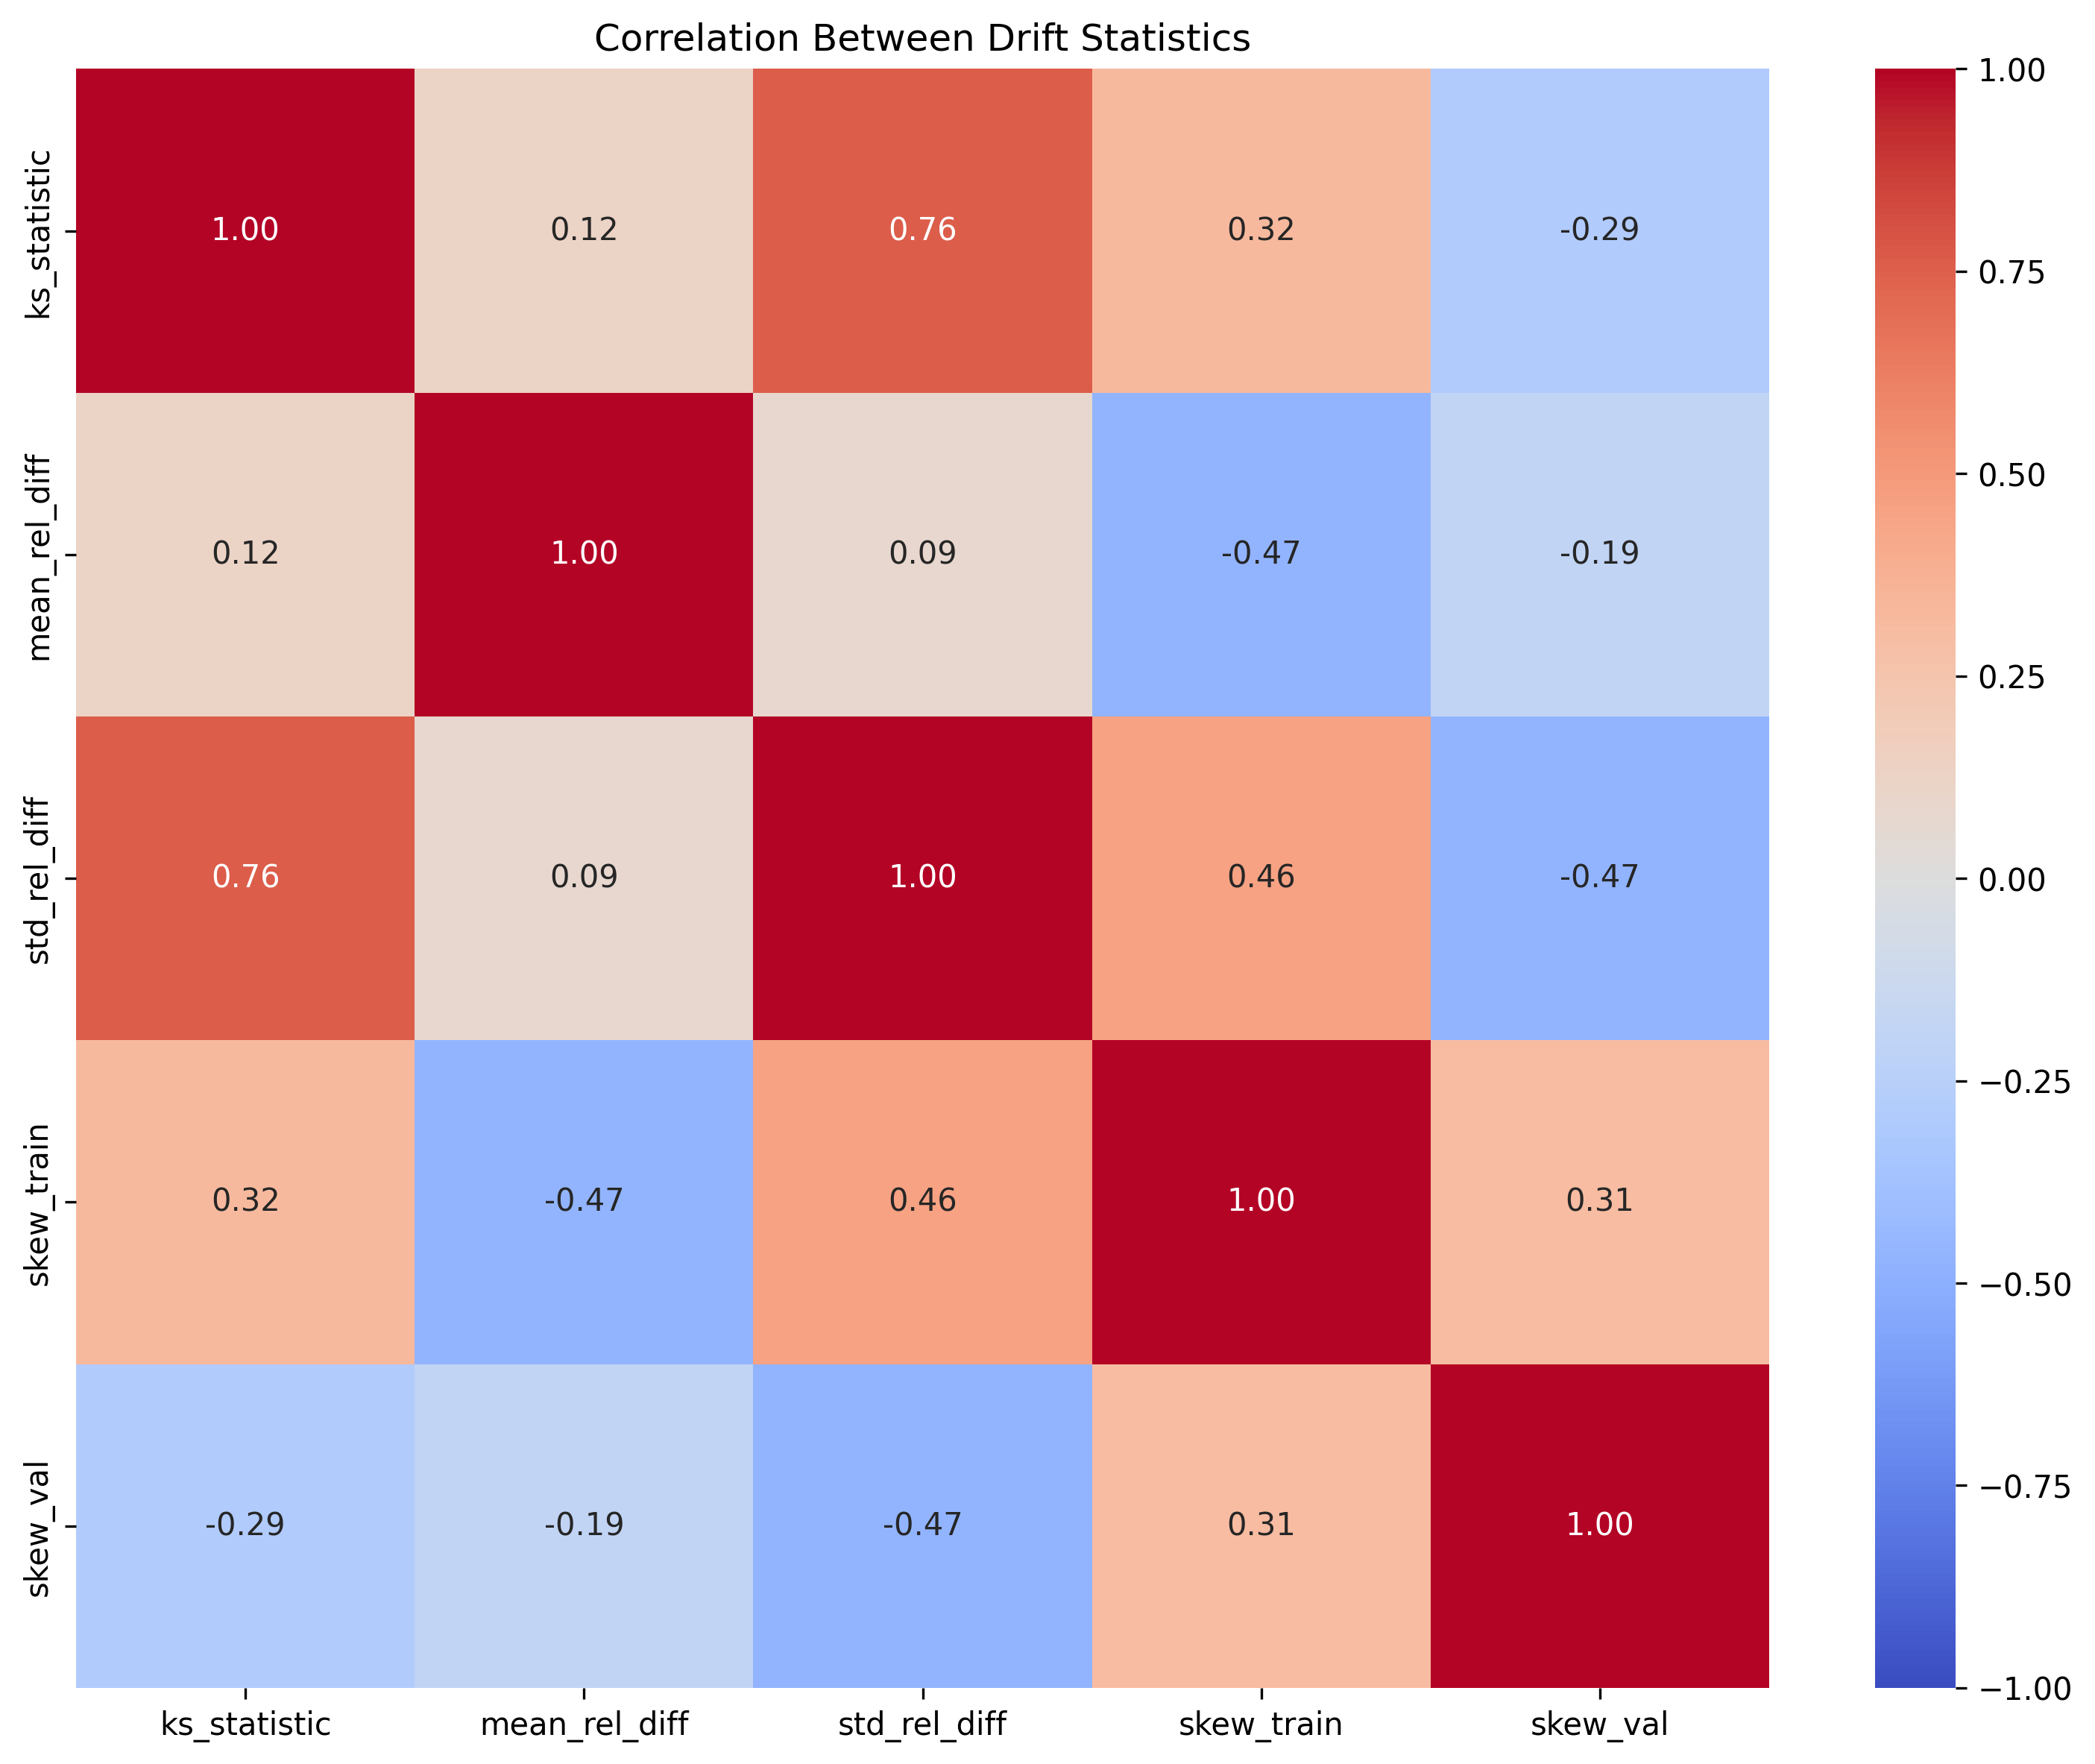 Correlation Between Drift Statistics
ks_statistic
1.00 0.12 0.76 0.32 -0.29
mean_rel_diff
0.12 1.00 0.09 -0.47 -0.19
std_rel_diff
0.76 0.09 1.00 0.46 -0.47
skew_train
0.32 -0.47 0.46 1.00 0.31
skew_val
-0.29 -0.19 -0.47 0.31 1.00
ks_statistic mean_rel_diff std_rel_diff skew_train skew_val
1.00
0.75
0.50
0.25
0.00
−0.25
−0.50
−0.75
−1.00